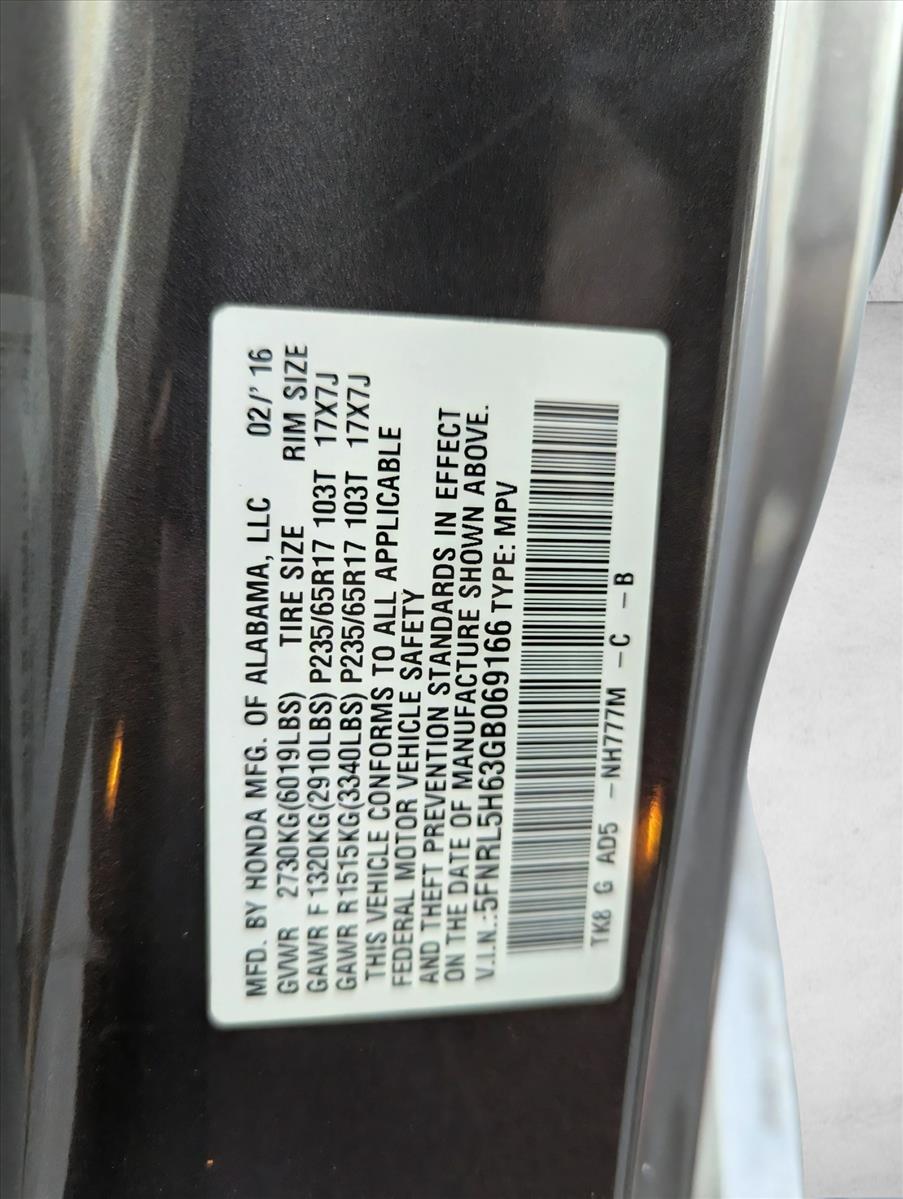 MFD. BY HONDA MFG. OF ALABAMA, LLC 02/'16
GVWR 2730KG(6019LBS) TIRE SIZE RIM SIZE
GAWR F 1320KG(2910LBS) P235/65R17 103T 17X7J
GAWR R 1515KG(3340LBS) P235/65R17 103T 17X7J
THIS VEHICLE CONFORMS TO ALL APPLICABLE
FEDERAL MOTOR VEHICLE SAFETY
AND THEFT PREVENTION STANDARDS IN EFFECT
ON THE DATE OF MANUFACTURE SHOWN ABOVE.
V.I.N.:5FNRL5H63GB069166 TYPE: MPV
TK8 G AD5 -NH777M -C -B